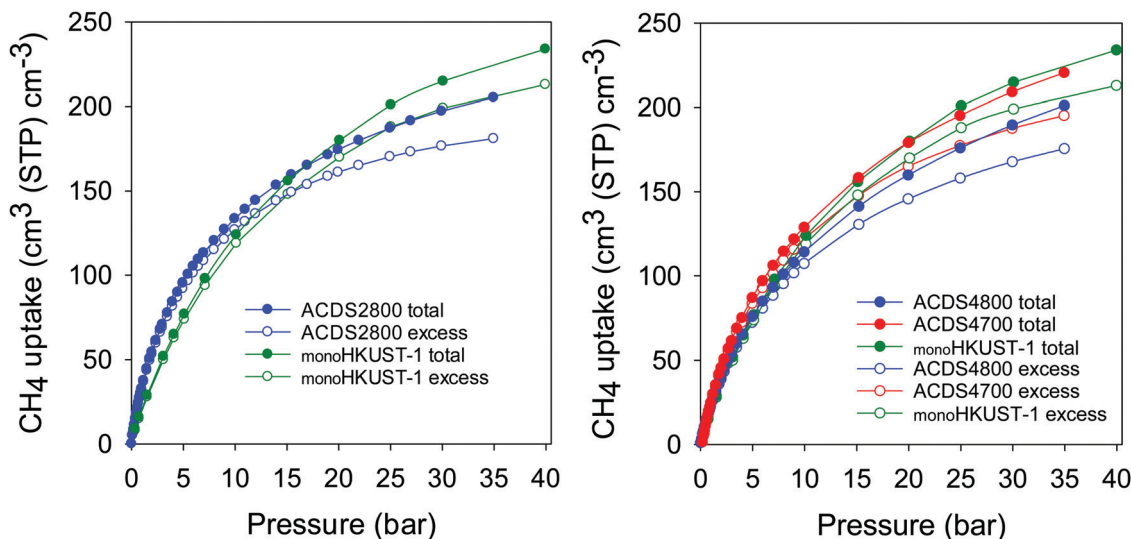 CH4 uptake (cm3 (STP) cm-3)
250
200
150
100
50
0
ACDS2800 total
ACDS2800 excess
monoHKUST-1 total
monoHKUST-1 excess
0 5 10 15 20 25 30 35 40
Pressure (bar)
CH4 uptake (cm3 (STP) cm-3)
250
200
150
100
50
0
ACDS4800 total
ACDS4700 total
monoHKUST-1 total
ACDS4800 excess
ACDS4700 excess
monoHKUST-1 excess
0 5 10 15 20 25 30 35 40
Pressure (bar)